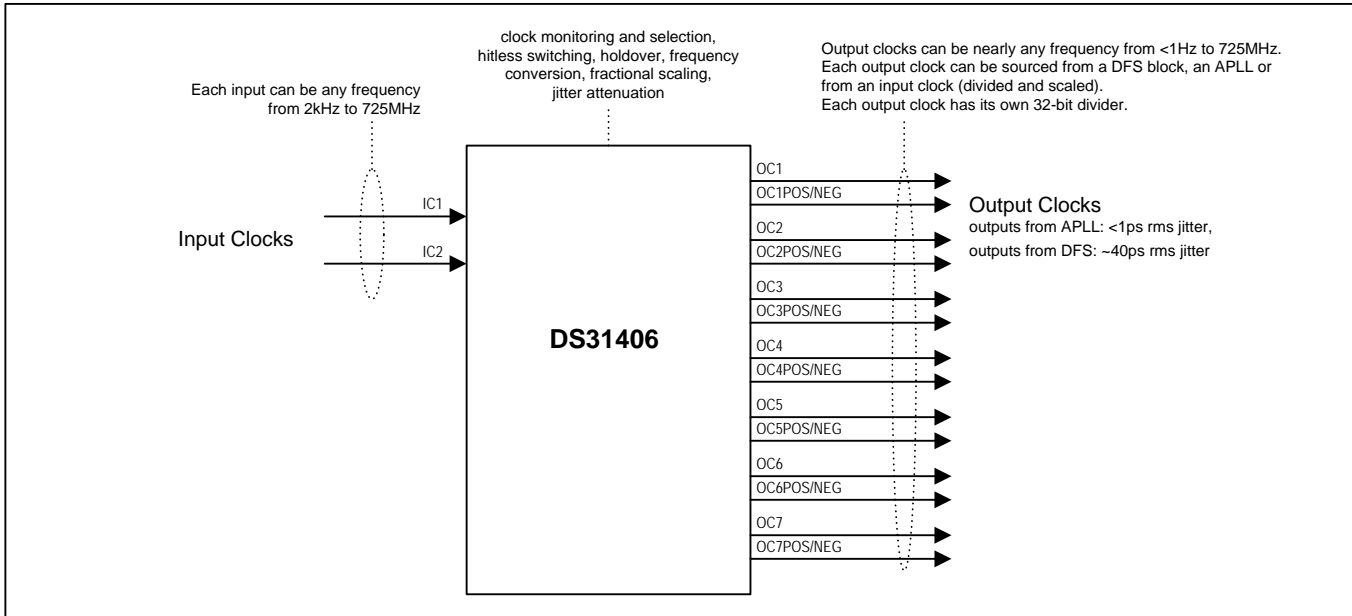 clock monitoring and selection,
hitless switching, holdover, frequency
conversion, fractional scaling,
jitter attenuation
Output clocks can be nearly any frequency from <1Hz to 725MHz.
Each output clock can be sourced from a DFS block, an APLL or
from an input clock (divided and scaled).
Each output clock has its own 32-bit divider.
Each input can be any frequency
from 2kHz to 725MHz
Input Clocks
IC1
IC2
DS31406
OC1
OC1POS/NEG
OC2
OC2POS/NEG
OC3
OC3POS/NEG
OC4
OC4POS/NEG
OC5
OC5POS/NEG
OC6
OC6POS/NEG
OC7
OC7POS/NEG
Output Clocks
outputs from APLL: <1ps rms jitter,
outputs from DFS: ~40ps rms jitter